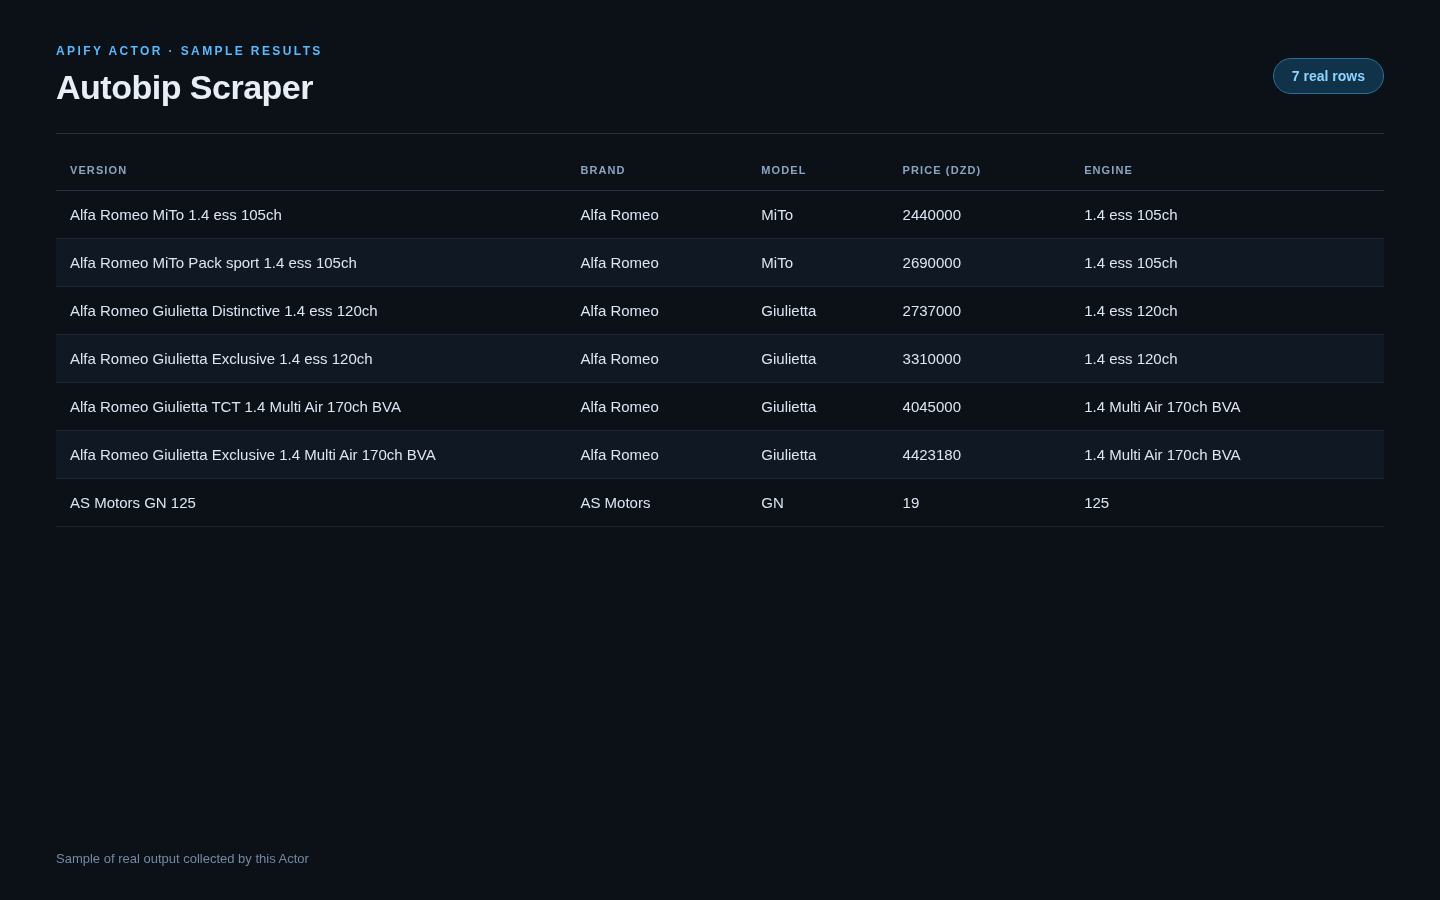 APIFY ACTOR · SAMPLE RESULTS
Autobip Scraper
7 real rows
VERSION BRAND MODEL PRICE (DZD) ENGINE
Alfa Romeo MiTo 1.4 ess 105ch Alfa Romeo MiTo 2440000 1.4 ess 105ch
Alfa Romeo MiTo Pack sport 1.4 ess 105ch Alfa Romeo MiTo 2690000 1.4 ess 105ch
Alfa Romeo Giulietta Distinctive 1.4 ess 120ch Alfa Romeo Giulietta 2737000 1.4 ess 120ch
Alfa Romeo Giulietta Exclusive 1.4 ess 120ch Alfa Romeo Giulietta 3310000 1.4 ess 120ch
Alfa Romeo Giulietta TCT 1.4 Multi Air 170ch BVA Alfa Romeo Giulietta 4045000 1.4 Multi Air 170ch BVA
Alfa Romeo Giulietta Exclusive 1.4 Multi Air 170ch BVA Alfa Romeo Giulietta 4423180 1.4 Multi Air 170ch BVA
AS Motors GN 125 AS Motors GN 19 125
Sample of real output collected by this Actor